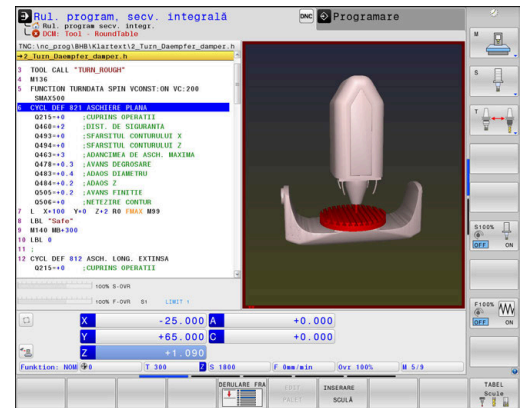 Rul. program, secv. integrală
Rul. program secv. integr.
DCM: Tool - RoundTable
DNC
Programare
TNC:\nc_prog\BHB\Klartext\2_Turn_Daempfer_damper.h
→2_Turn_Daempfer_damper.h
3 TOOL CALL "TURN_ROUGH"
4 M136
5 FUNCTION TURNDATA SPIN VCONST:ON VC:200
SMAX500
6 CYCL DEF 821 ASCHIERE PLANA
Q215=+0 ;CUPRINS OPERATII
Q460=+2 ;DIST. DE SIGURANTA
Q493=+0 ;SFARSITUL CONTURULUI X
Q494=+0 ;SFARSITUL CONTURULUI Z
Q463=+3 ;ADANCIMEA DE ASCH. MAXIMA
Q478=+0.3 ;AVANS DEGROSARE
Q483=+0.4 ;ADAOS DIAMETRU
Q484=+0.2 ;ADAOS Z
Q505=+0.2 ;AVANS FINITIE
Q506=+0 ;NETEZIRE CONTUR
7 L X+100 Y+0 Z+2 R0 FMAX M99
8 LBL "Safe"
9 M140 MB+300
10 LBL 0
11 ;
12 CYCL DEF 812 ASCH. LONG. EXTINSA
Q215=+0 ;CUPRINS OPERATII
100% S-OVR
100% F-OVR S1 LIMIT 1
X -25.000 A +0.000
Y +65.000 C +0.000
Z +1.090
Funktion: NOM 0 T 300 Z S 1800 F 0mm/min Ovr 100% M 5/9
M
S
T
S100%
OFF ON
F100%
OFF ON
DERULARE FRA
INSERARE
SCULĂ
TABEL
Scule